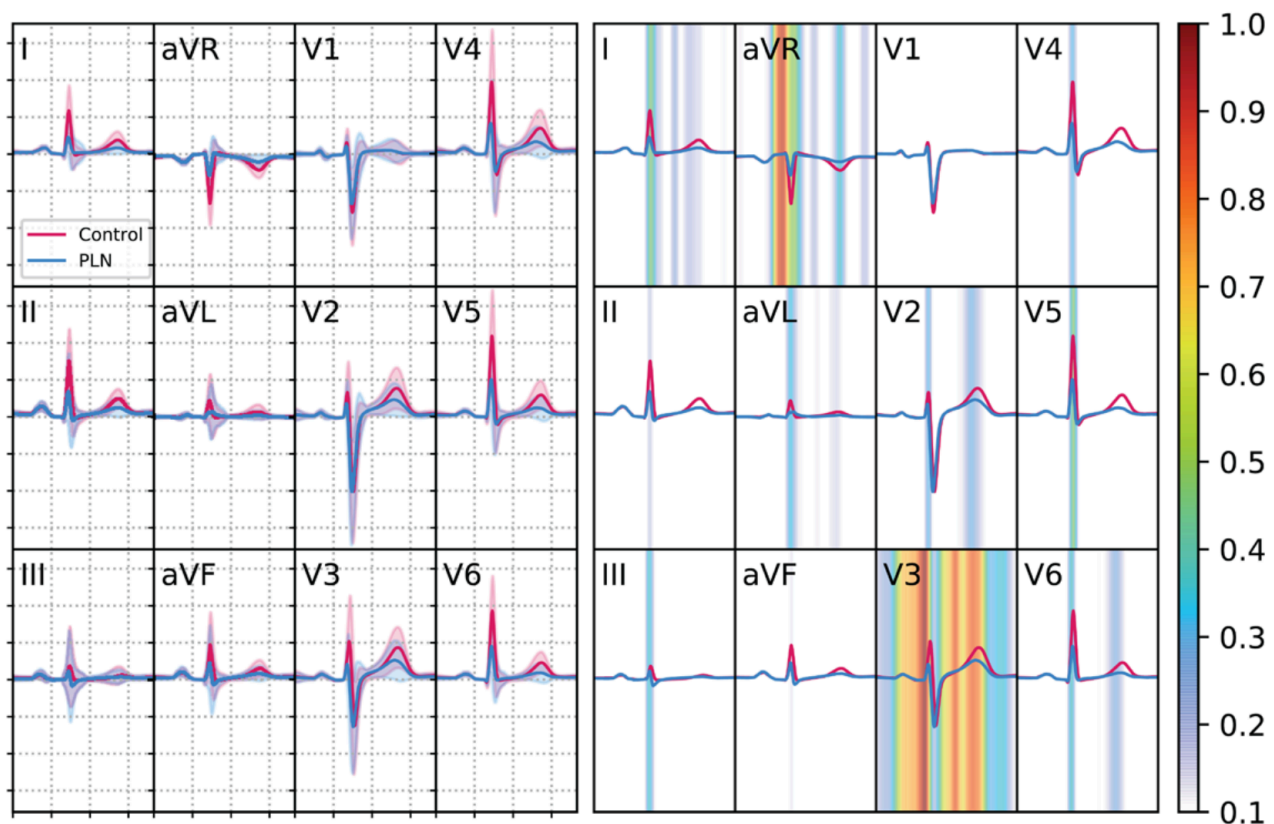 I aVR V1 V4
Control
PLN
II aVL V2 V5
III aVF V3 V6
I aVR V1 V4
II aVL V2 V5
III aVF V3 V6
1.0
0.9
0.8
0.7
0.6
0.5
0.4
0.3
0.2
0.1